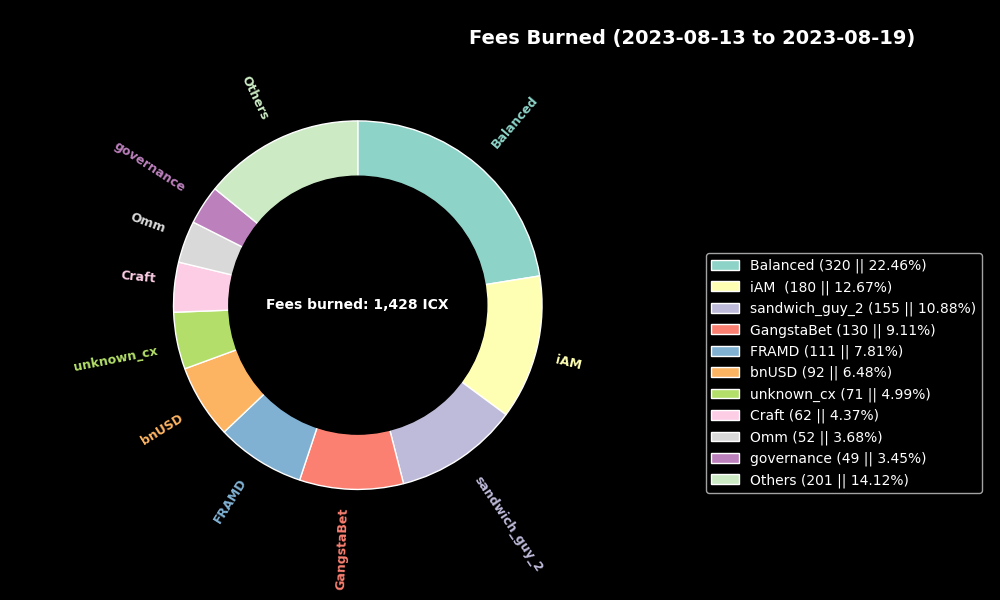 Fees Burned (2023-08-13 to 2023-08-19)
Others
Balanced
governance
Omm
Craft
Fees burned: 1,428 ICX
unknown_cx
iAM
bnUSD
FRAMD
GangstaBet
sandwich_guy_2
Balanced (320 || 22.46%)
iAM  (180 || 12.67%)
sandwich_guy_2 (155 || 10.88%)
GangstaBet (130 || 9.11%)
FRAMD (111 || 7.81%)
bnUSD (92 || 6.48%)
unknown_cx (71 || 4.99%)
Craft (62 || 4.37%)
Omm (52 || 3.68%)
governance (49 || 3.45%)
Others (201 || 14.12%)